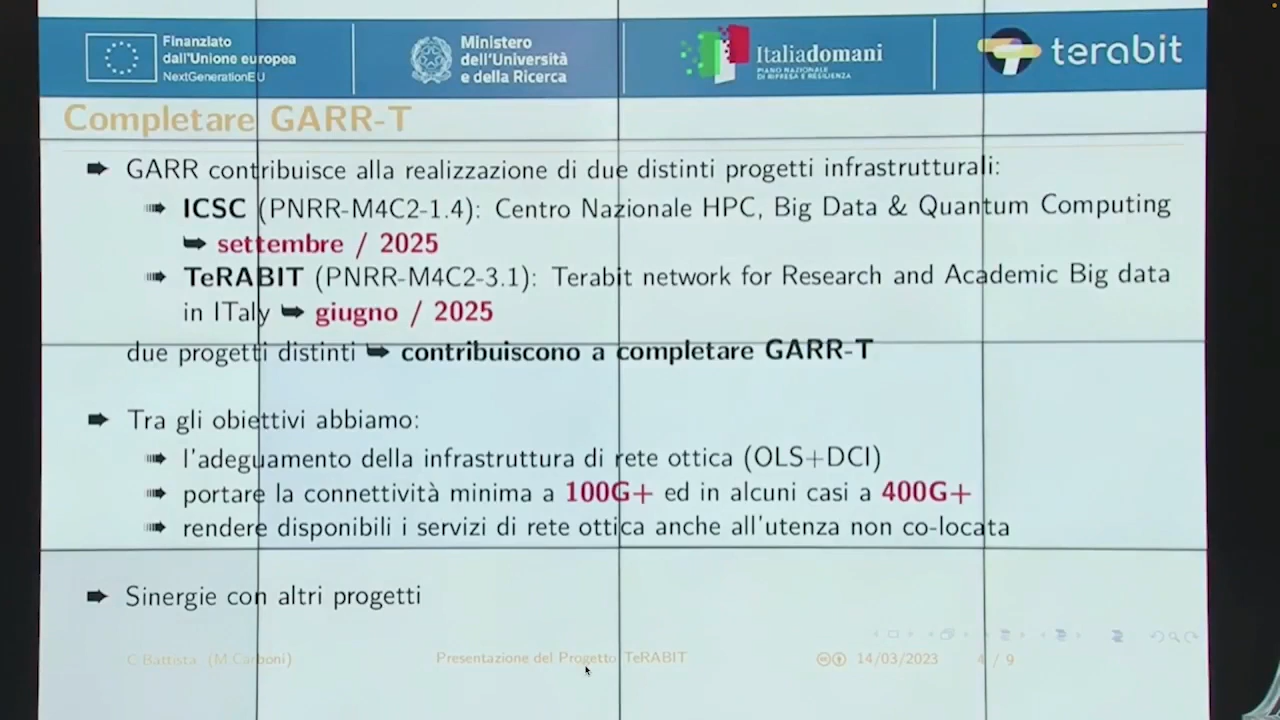 Finanziato
dall'Unione europea
NextGenerationEU
Ministero
dell'Università
e della Ricerca
Italiadomani
PIANO NAZIONALE
DI RIPRESA E RESILIENZA
terabit
Completare GARR-T
GARR contribuisce alla realizzazione di due distinti progetti infrastrutturali:
ICSC (PNRR-M4C2-1.4): Centro Nazionale HPC, Big Data & Quantum Computing
settembre / 2025
TeRABIT (PNRR-M4C2-3.1): Terabit network for Research and Academic Big data
in ITaly ➥ giugno / 2025
due progetti distinti ➥ contribuiscono a completare GARR-T
Tra gli obiettivi abbiamo:
l'adeguamento della infrastruttura di rete ottica (OLS+DCI)
portare la connettività minima a 100G+ ed in alcuni casi a 400G+
rendere disponibili i servizi di rete ottica anche all'utenza non co-locata
Sinergie con altri progetti
C.Battista (M.Carboni) Presentazione del Progetto TeRABIT 14/03/2023 4 / 9